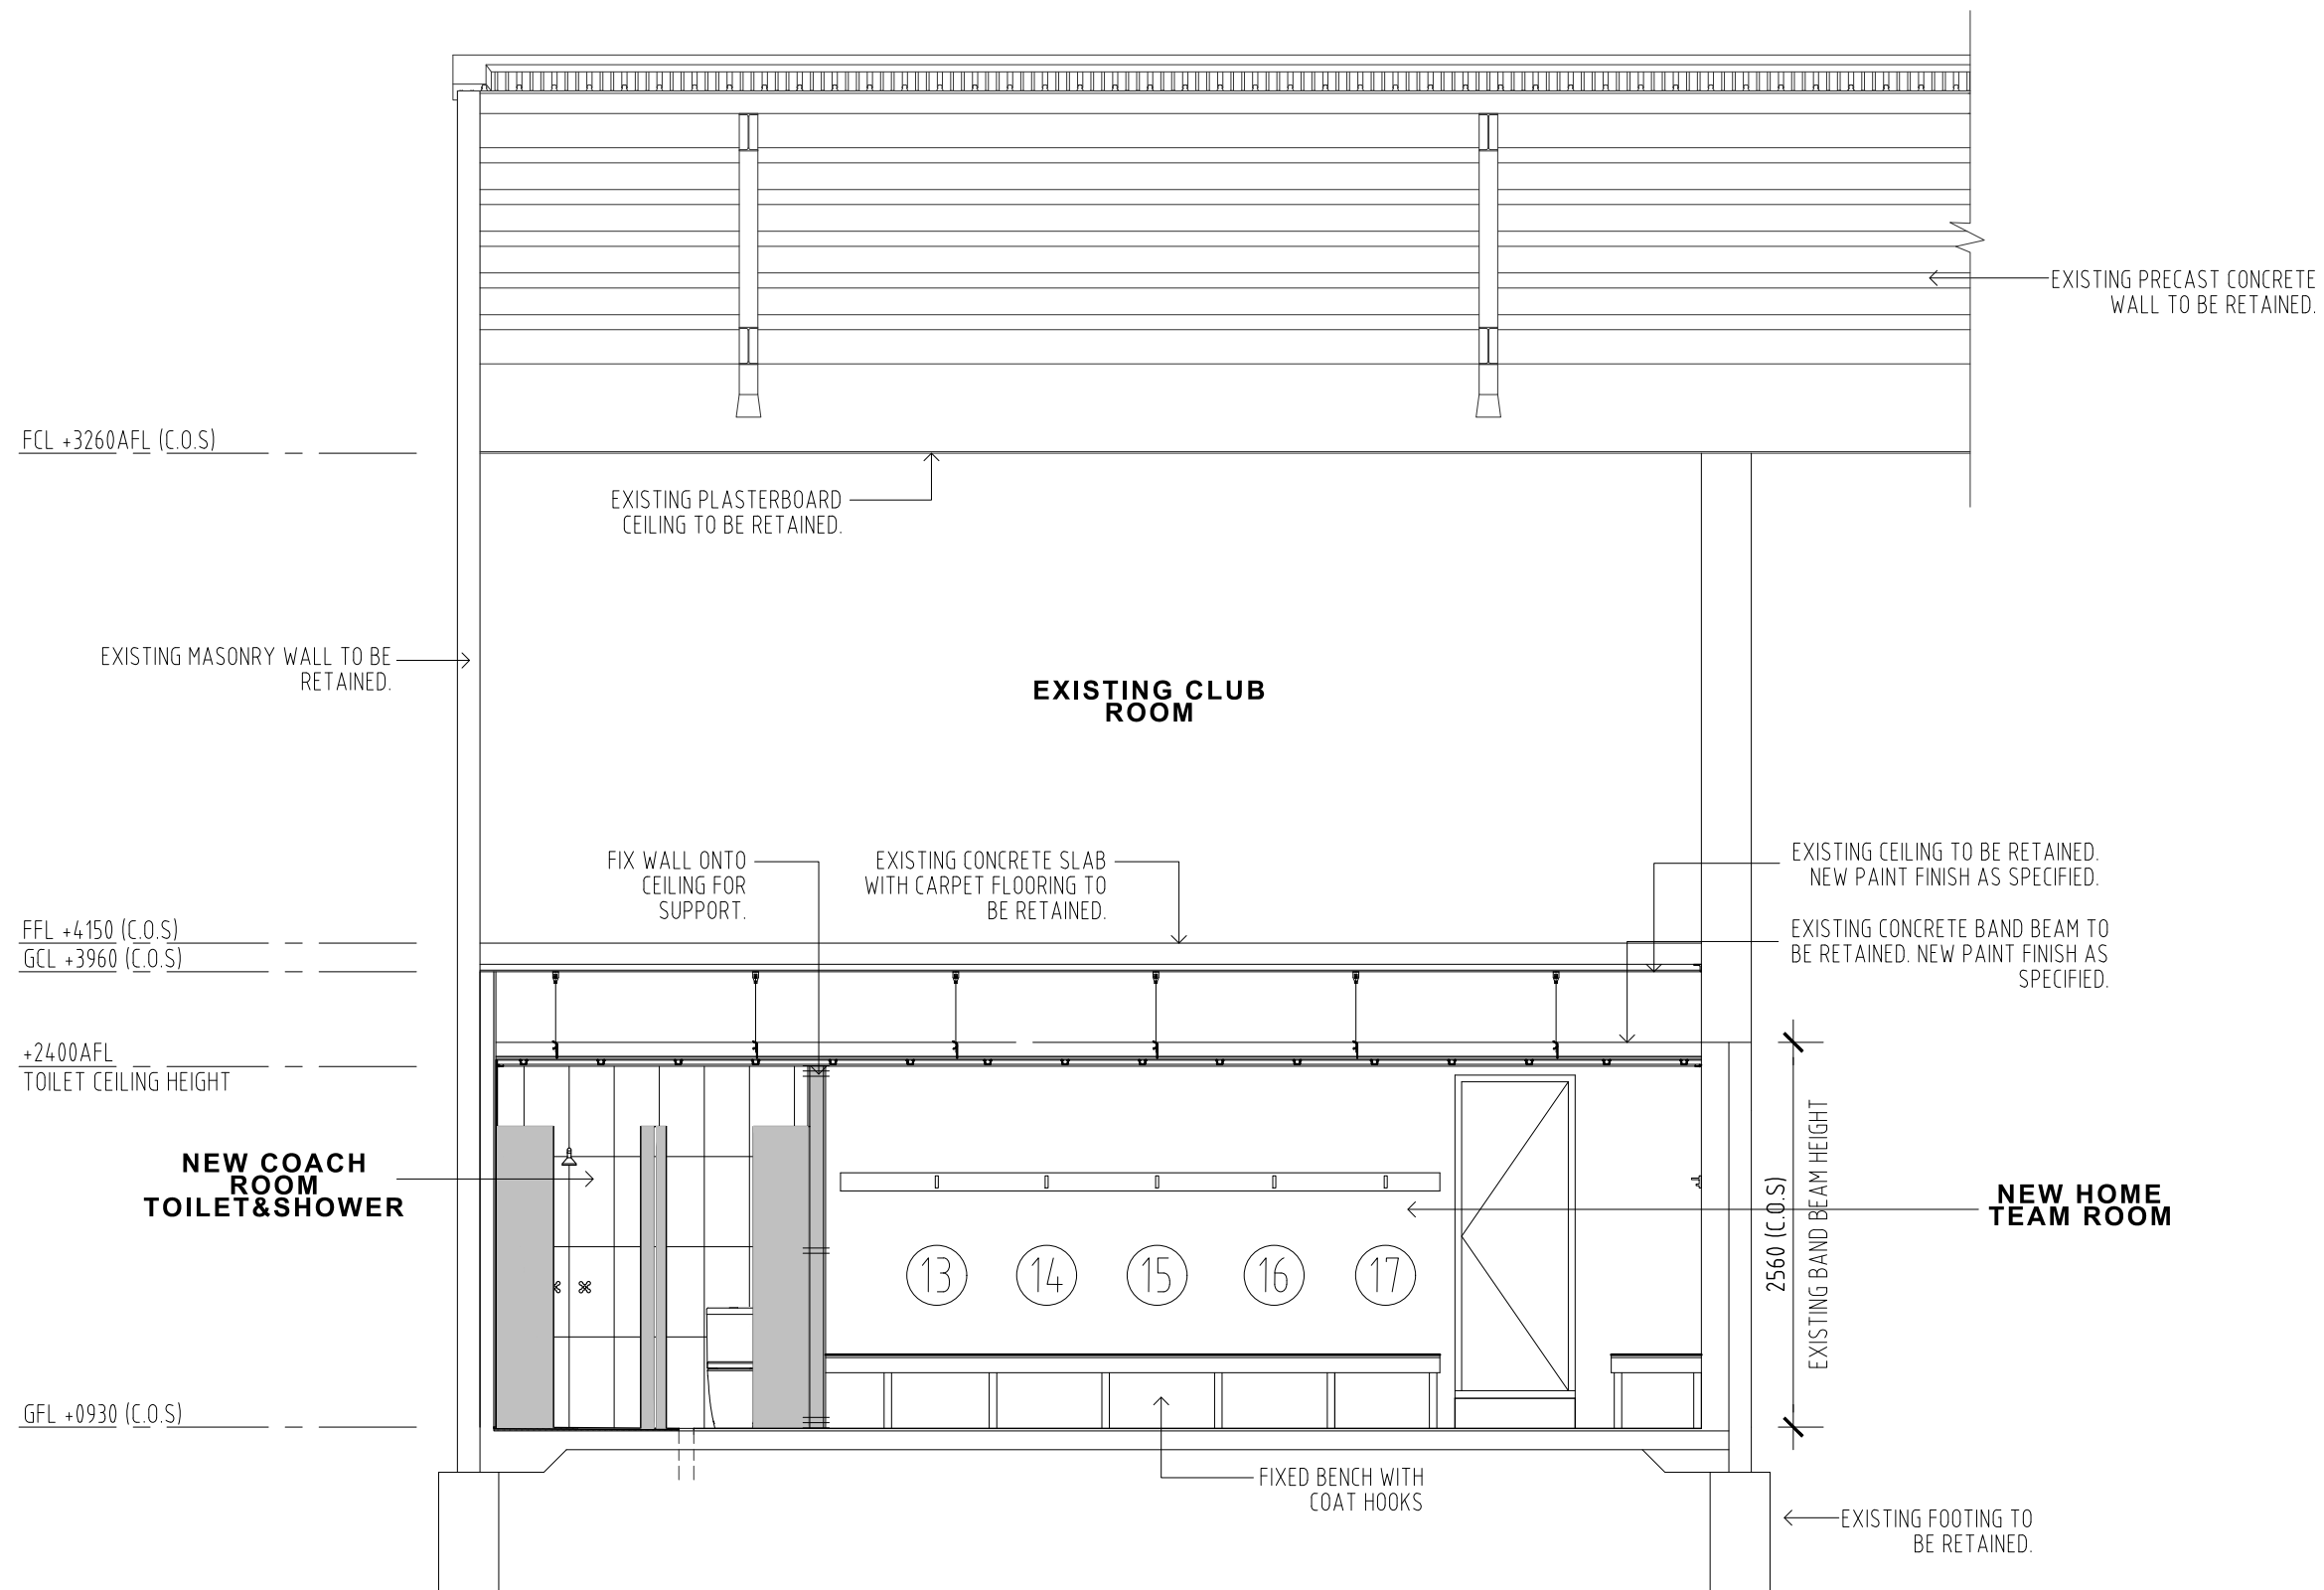 EXISTING PRECAST CONCRETE
WALL TO BE RETAINED.
FCL +3260AFL (C.O.S)
EXISTING PLASTERBOARD
CEILING TO BE RETAINED.
EXISTING MASONRY WALL TO BE
RETAINED.
EXISTING CLUB
ROOM
FIX WALL ONTO
CEILING FOR
SUPPORT.
EXISTING CONCRETE SLAB
WITH CARPET FLOORING TO
BE RETAINED.
EXISTING CEILING TO BE RETAINED.
NEW PAINT FINISH AS SPECIFIED.
EXISTING CONCRETE BAND BEAM TO
BE RETAINED. NEW PAINT FINISH AS
SPECIFIED.
FFL +4150 (C.O.S)
GCL +3960 (C.O.S)
+2400AFL
TOILET CEILING HEIGHT
NEW COACH
ROOM
TOILET&SHOWER
13
14
15
16
17
2560 (C.O.S)
EXISTING BAND BEAM HEIGHT
NEW HOME
TEAM ROOM
GFL +0930 (C.O.S)
FIXED BENCH WITH
COAT HOOKS
EXISTING FOOTING TO
BE RETAINED.